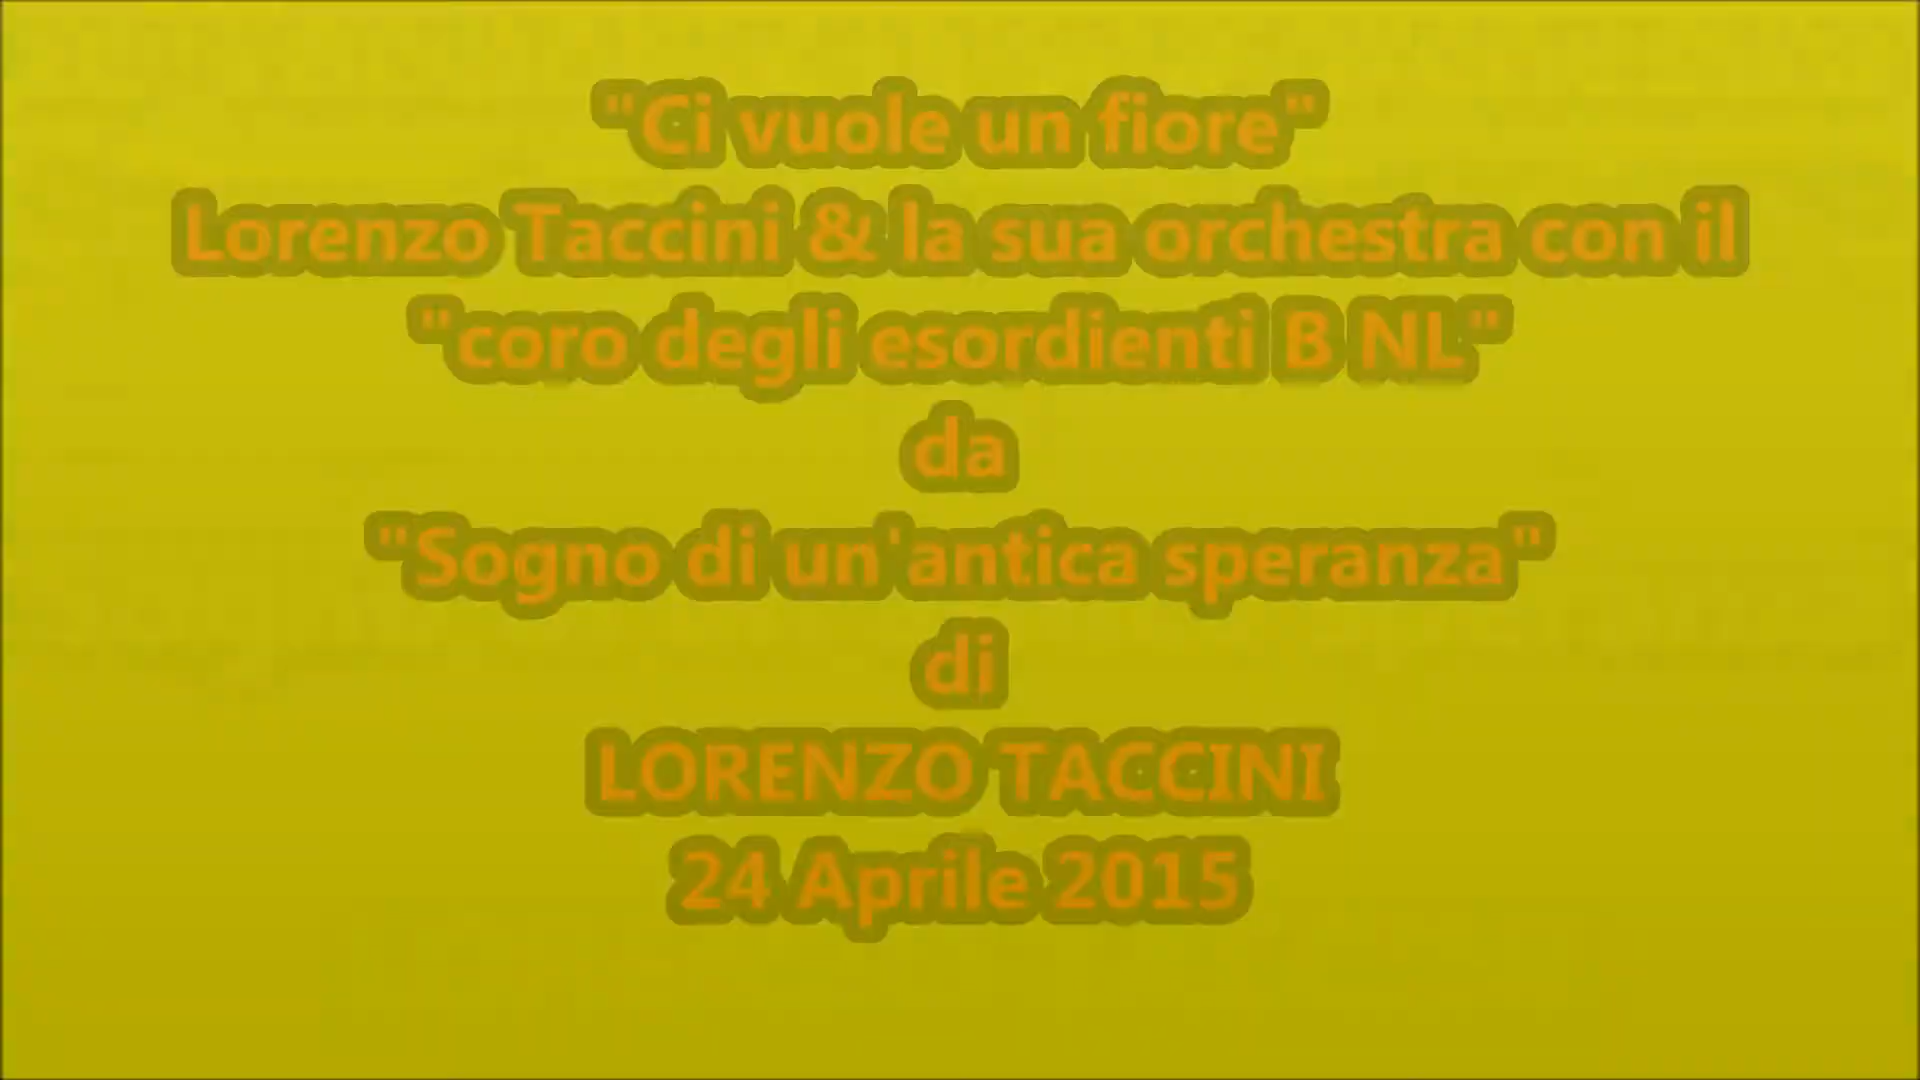 "Ci vuole un fiore"
Lorenzo Taccini & la sua orchestra con il
"coro degli esordienti B NL"
da
"Sogno di un'antica speranza"
di
LORENZO TACCINI
24 Aprile 2015